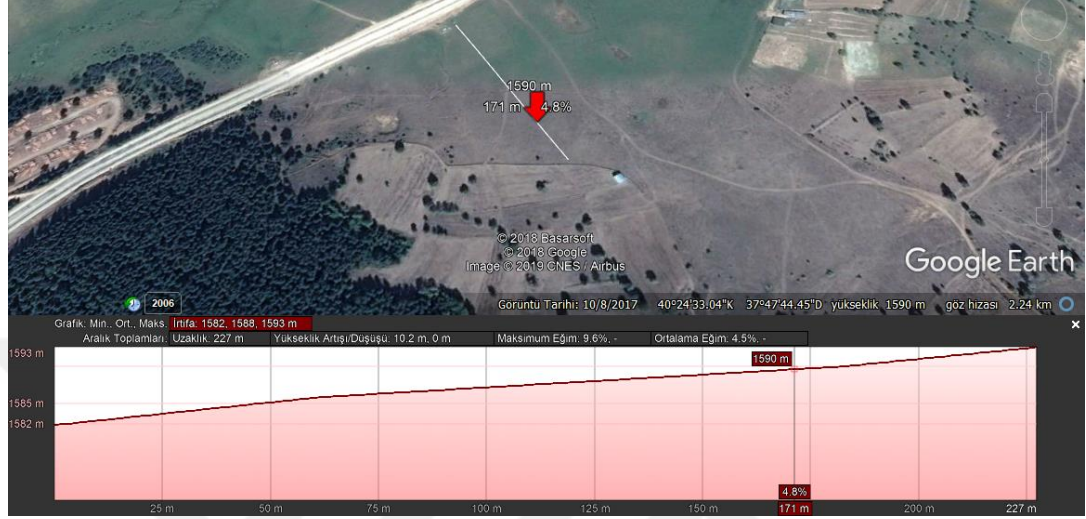 1590 m
171 m 4,8%
© 2018 Basarsoft
© 2018 Google
Image © 2019 CNES / Airbus
Google Earth
2006
Görüntü Tarihi: 10/8/2017 40°24'33.04"K 37°47'44.45"D yükseklik 1590 m göz hizası 2.24 km
Grafik: Min., Ort., Maks. İrtifa: 1582, 1588, 1593 m
Aralık Toplamları: Uzaklık: 227 m Yükseklik Artışı/Düşüşü: 10.2 m, 0 m Maksimum Eğim: 9.6%, - Ortalama Eğim: 4.5%, -
1593 m
1590 m
1585 m
1582 m
4.8%
25 m 50 m 75 m 100 m 125 m 150 m 171 m 200 m 227 m